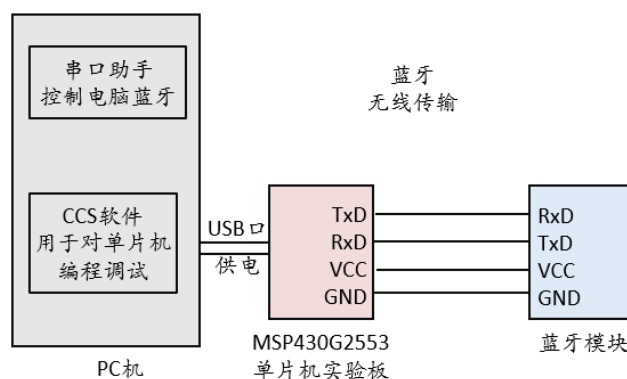 串口助手
控制电脑蓝牙
蓝牙
无线传输
CCS软件
用于对单片机
编程调试
USB口
供电
TxD
RxD
VCC
GND
RxD
TxD
VCC
GND
PC机
MSP430G2553
单片机实验板
蓝牙模块